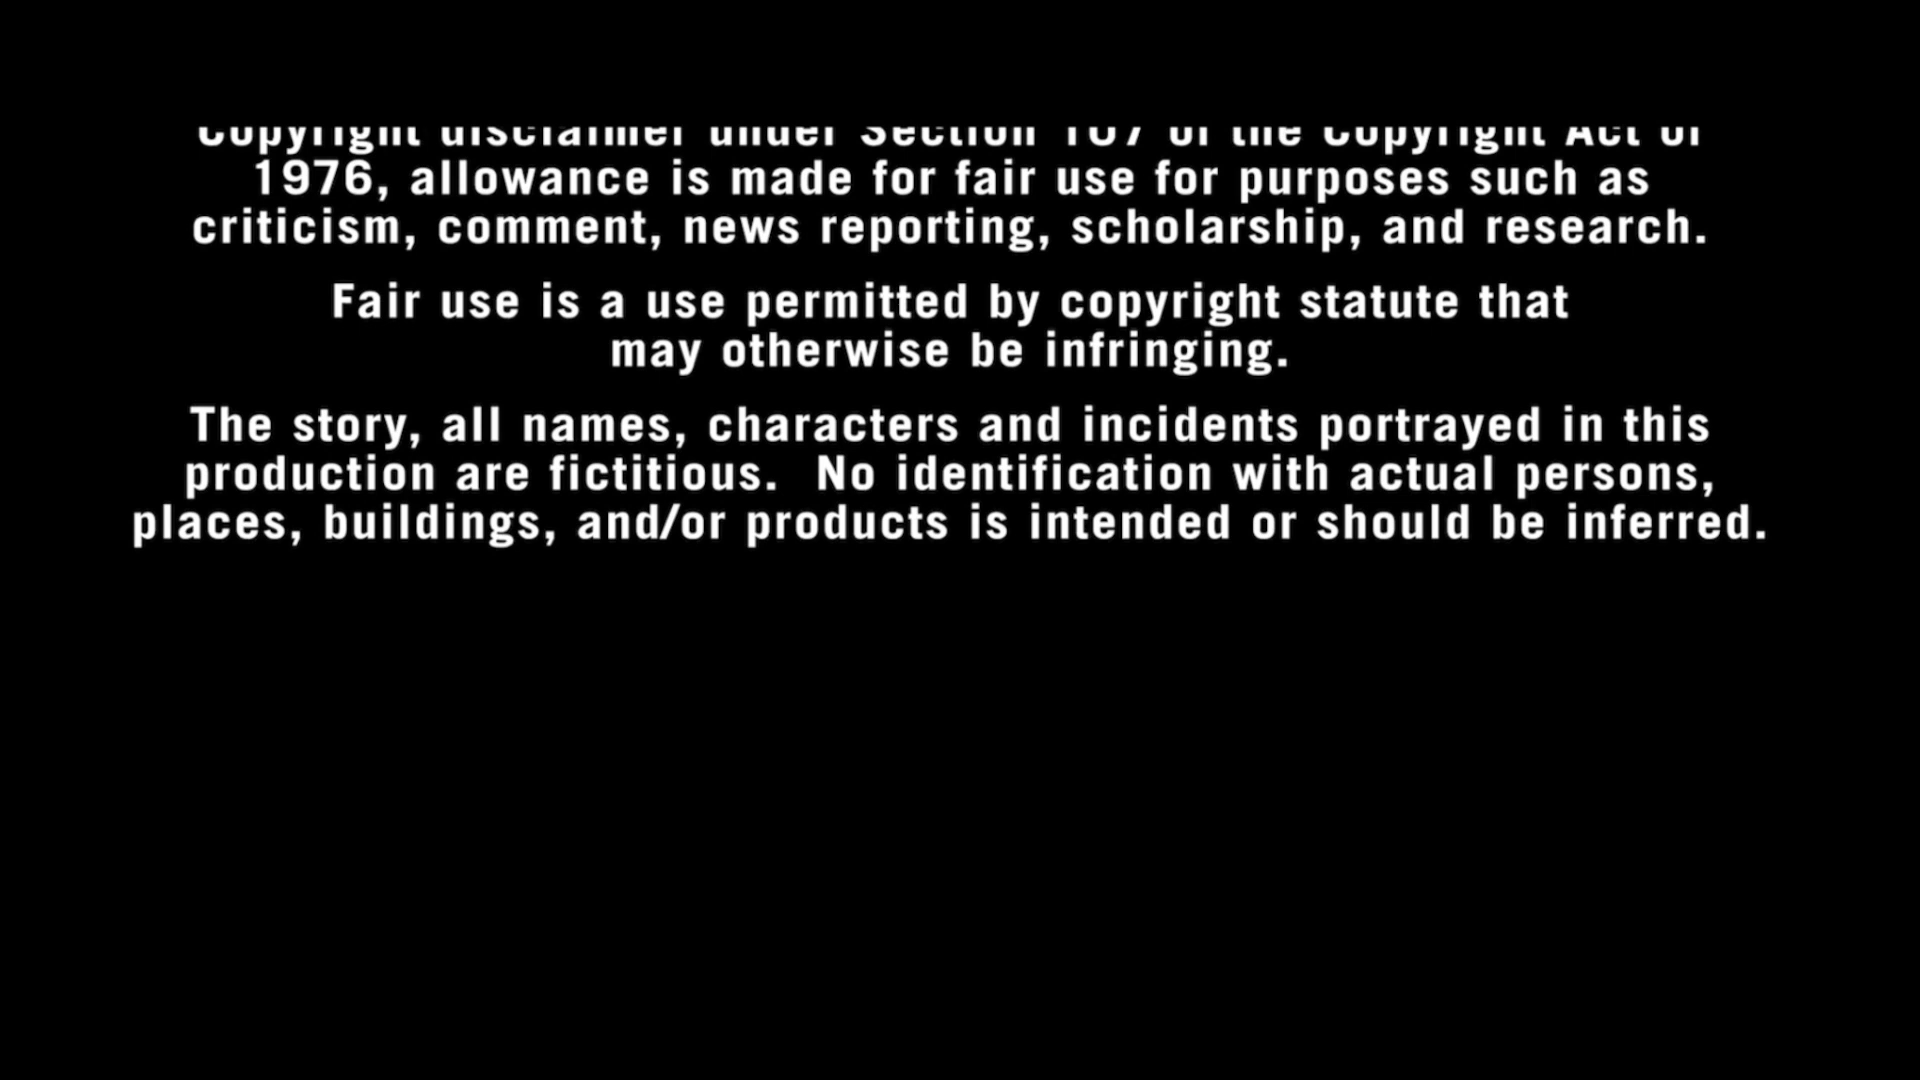 Copyright disclaimer under Section 107 of the Copyright Act of
1976, allowance is made for fair use for purposes such as
criticism, comment, news reporting, scholarship, and research.
Fair use is a use permitted by copyright statute that
may otherwise be infringing.
The story, all names, characters and incidents portrayed in this
production are fictitious.  No identification with actual persons,
places, buildings, and/or products is intended or should be inferred.